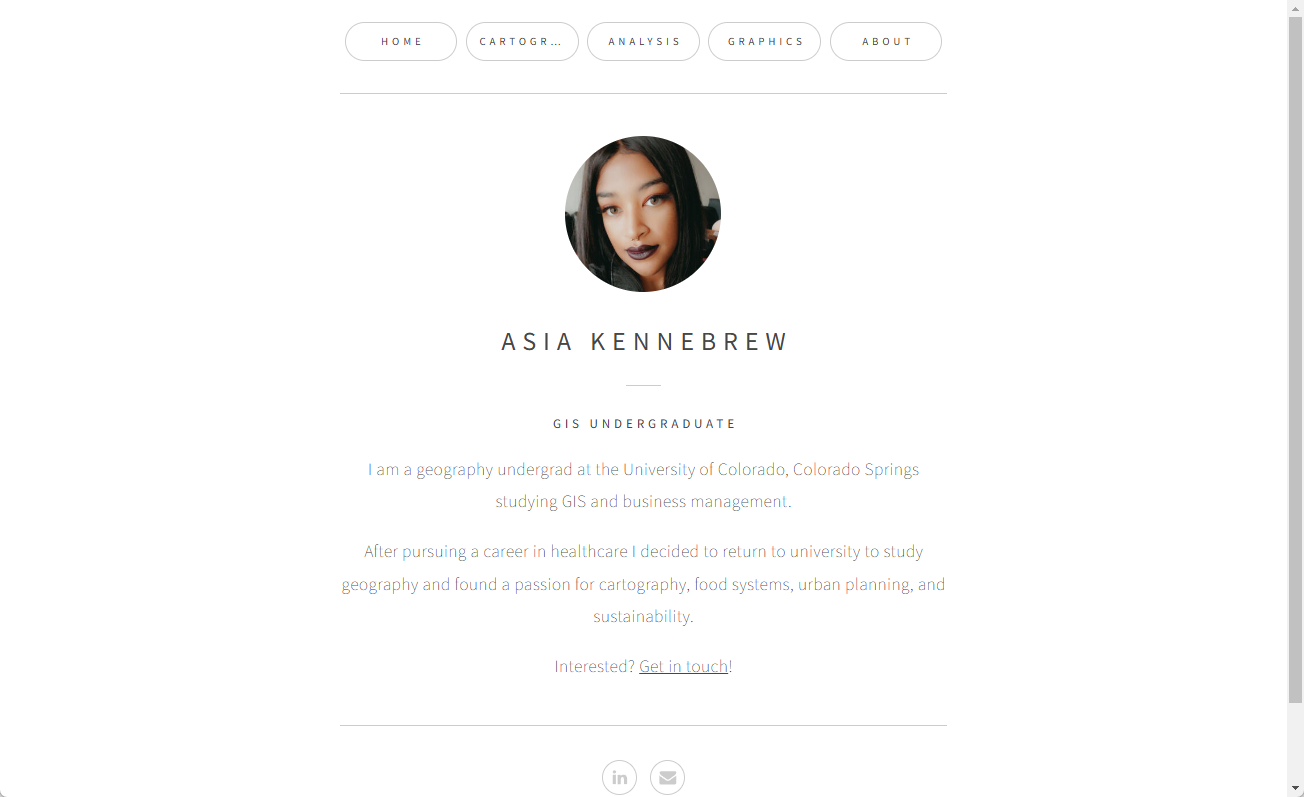 HOME CARTOGR... ANALYSIS GRAPHICS ABOUT
ASIA KENNEBREW
GIS UNDERGRADUATE
I am a geography undergrad at the University of Colorado, Colorado Springs
studying GIS and business management.
After pursuing a career in healthcare I decided to return to university to study
geography and found a passion for cartography, food systems, urban planning, and
sustainability.
Interested? Get in touch!
in